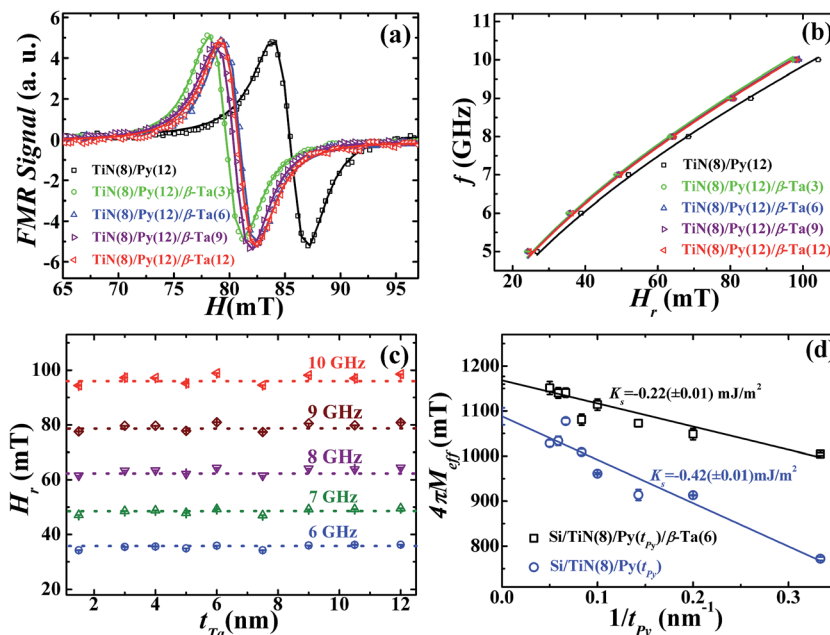 (a)
FMR Signal (a. u.)
6
4
2
0
-2
-4
-6
TiN(8)/Py(12)
TiN(8)/Py(12)/β-Ta(3)
TiN(8)/Py(12)/β-Ta(6)
TiN(8)/Py(12)/β-Ta(9)
TiN(8)/Py(12)/β-Ta(12)
65 70 75 80 85 90 95
H(mT)
(b)
f (GHz)
10
9
8
7
6
5
TiN(8)/Py(12)
TiN(8)/Py(12)/β-Ta(3)
TiN(8)/Py(12)/β-Ta(6)
TiN(8)/Py(12)/β-Ta(9)
TiN(8)/Py(12)/β-Ta(12)
20 40 60 80 100
Hr (mT)
(c)
Hr (mT)
120
100
80
60
40
20
0
10 GHz
9 GHz
8 GHz
7 GHz
6 GHz
2 4 6 8 10 12
tTa(nm)
(d)
4πMeff(mT)
1200
1100
1000
900
800
Ks=-0.22(±0.01) mJ/m²
Ks=-0.42(±0.01)mJ/m²
Si/TiN(8)/Py(tPy)/β-Ta(6)
Si/TiN(8)/Py(tPy)
0.0 0.1 0.2 0.3
1/tPy (nm⁻¹)